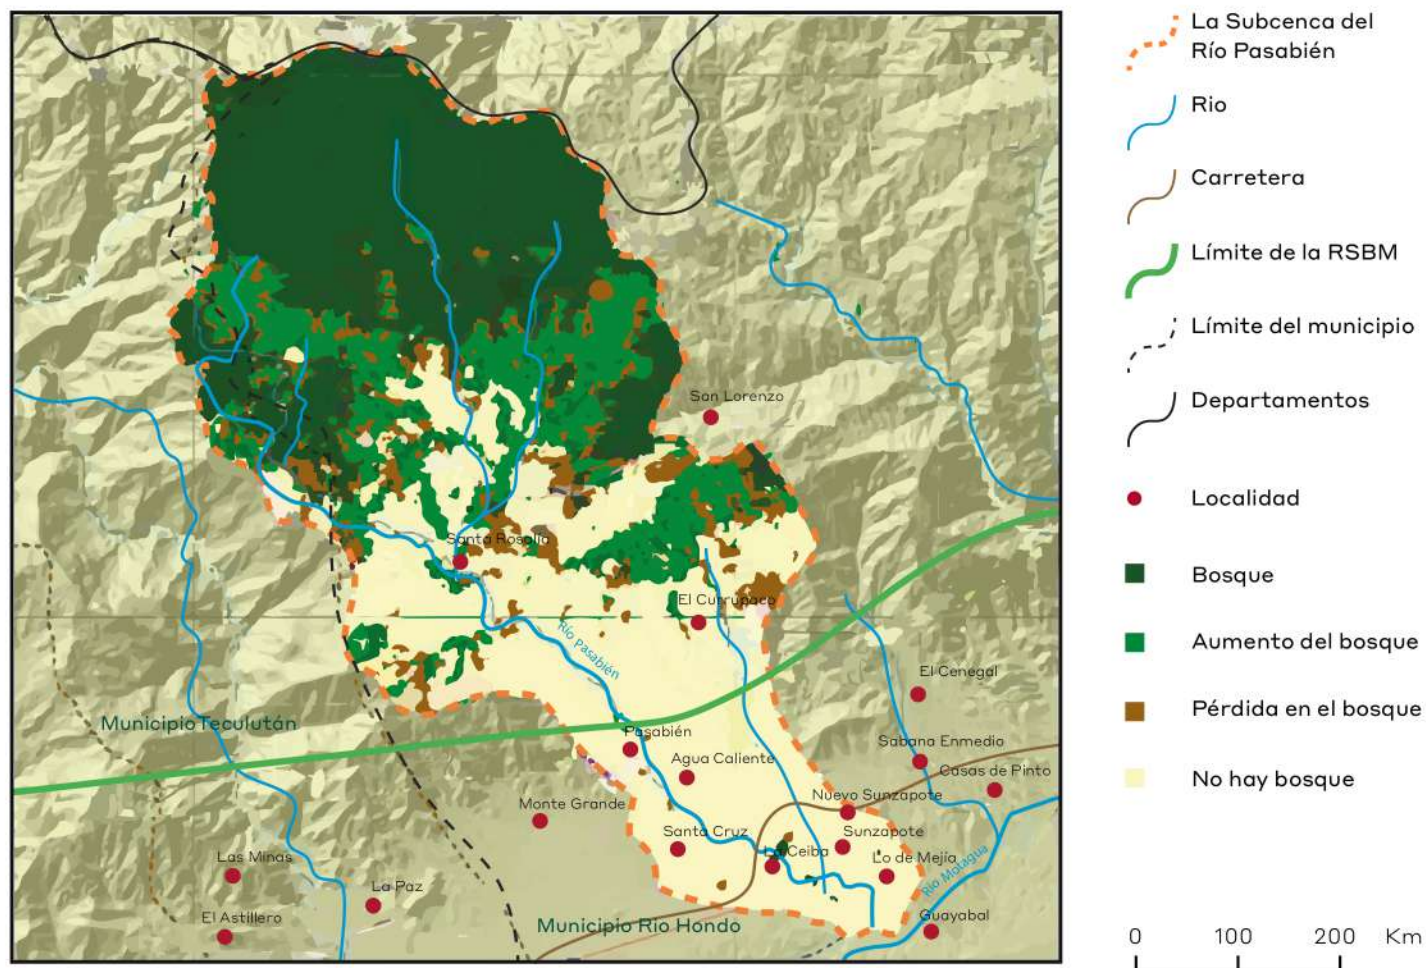 La Subcenca del
Río Pasabién
Rio
Carretera
Límite de la RSBM
Límite del municipio
Departamentos
Localidad
Bosque
Aumento del bosque
Pérdida en el bosque
No hay bosque
0 100 200 Km
San Lorenzo
Santa Rosalía
El Currupaco
Río Pasabién
El Cenegal
Municipio Teculután
Pasabién
Sabana Enmedio
Agua Caliente
Casas de Pinto
Nuevo Sunzapote
Monte Grande
Santa Cruz
Sunzapote
La Ceiba
Lo de Mejía
Las Minas
Rio Motagua
La Paz
El Astillero
Guayabal
Municipio Rio Hondo